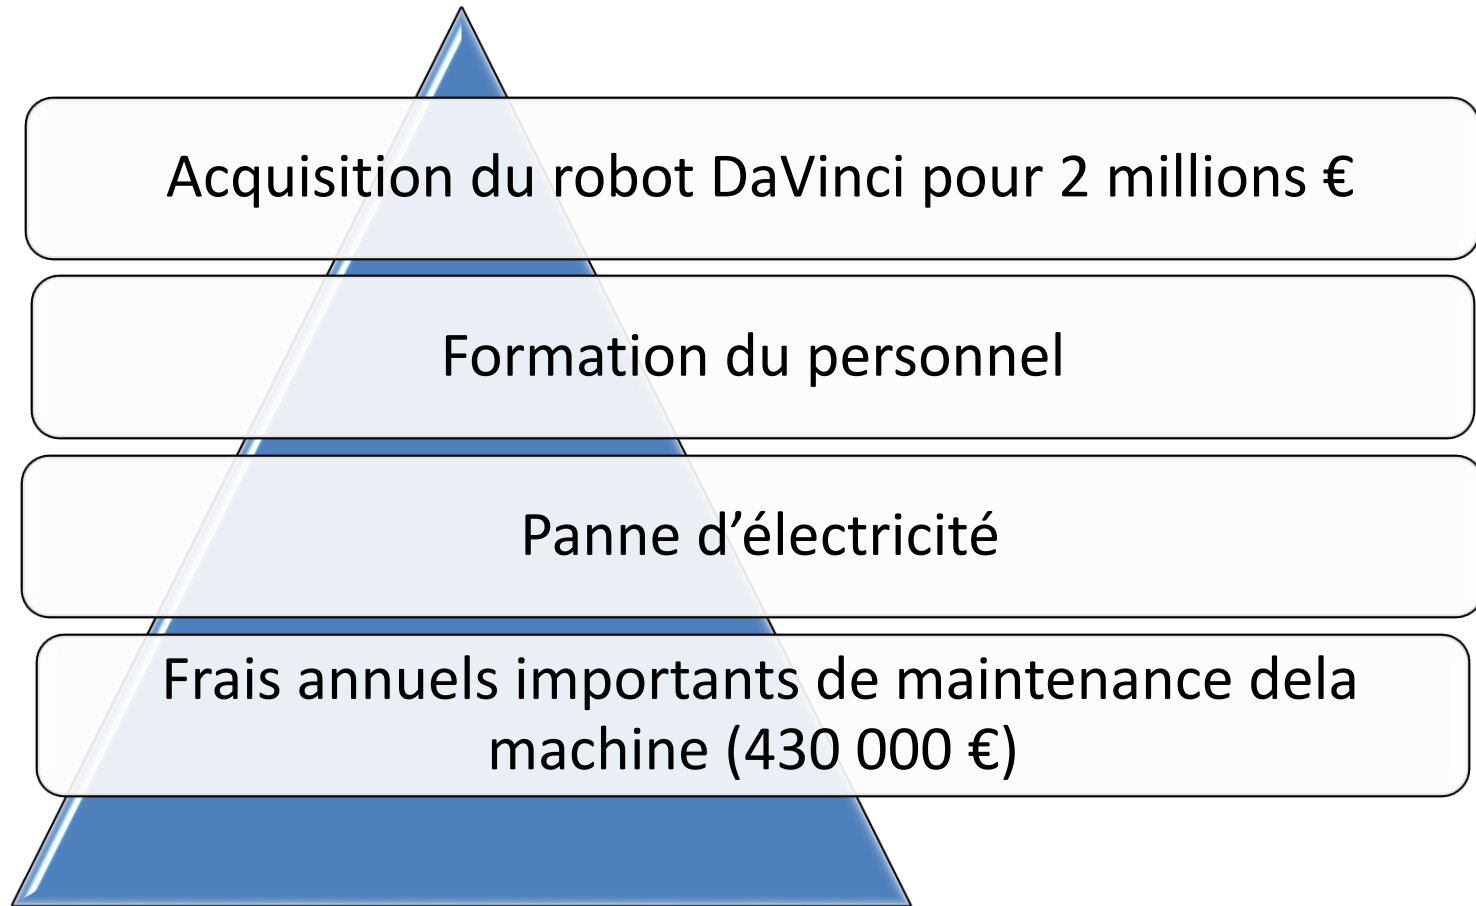 Acquisition du robot DaVinci pour 2 millions €
Formation du personnel
Panne d’électricité
Frais annuels importants de maintenance dela
machine (430 000 €)